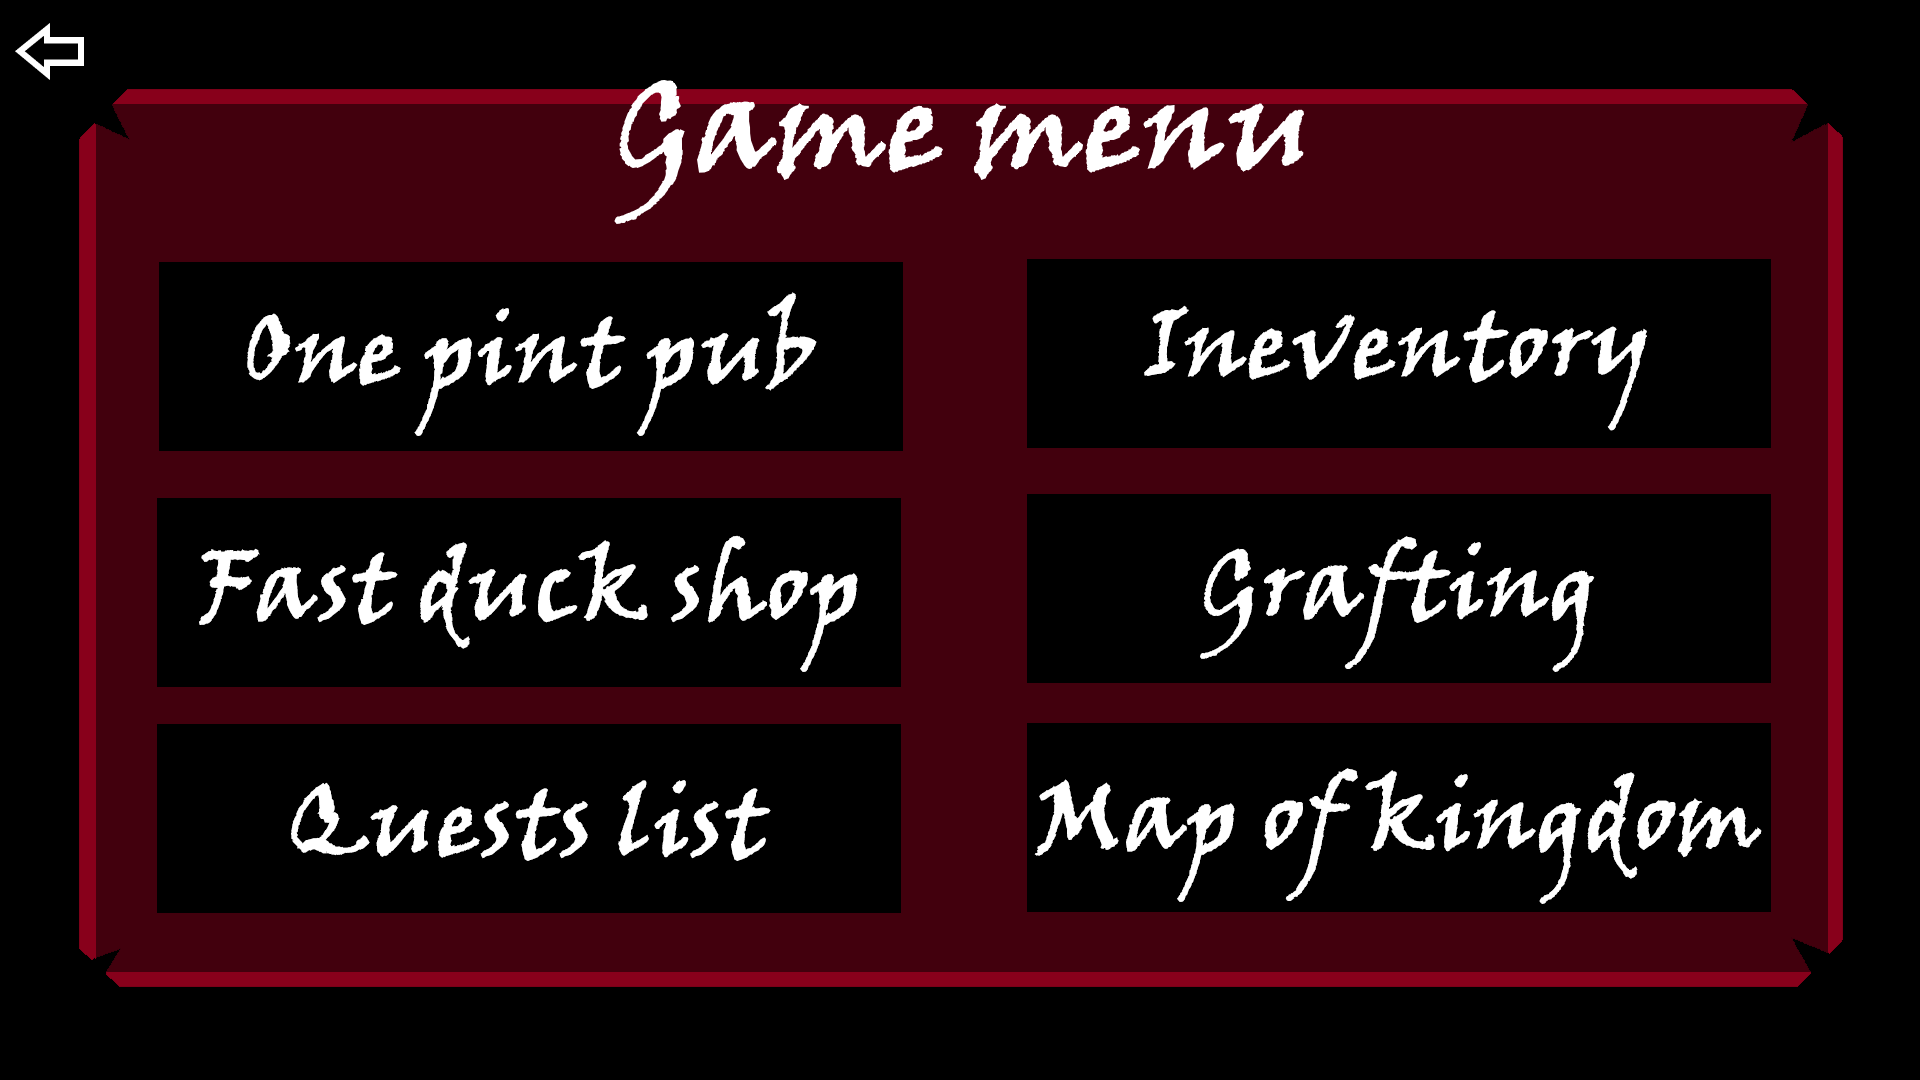 Game menu
One pint pub
Ineventory
Fast duck shop
Grafting
Quests list
Map of kingdom